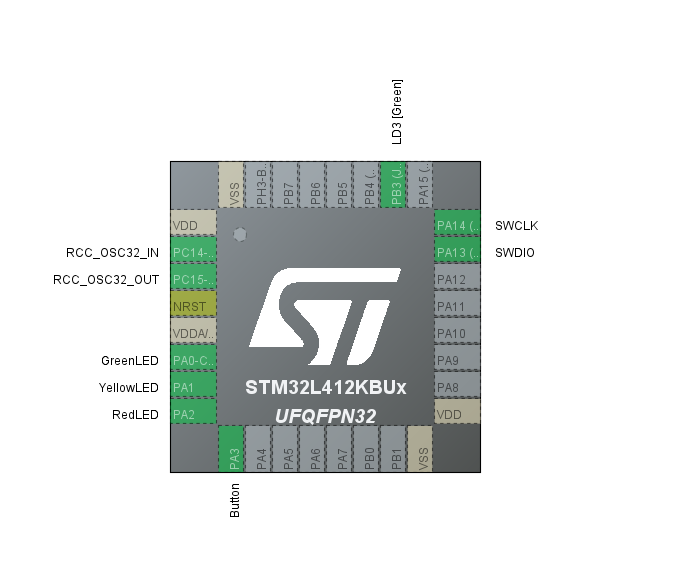 LD3 [Green]
VSS
PH3-B..
PB7
PB6
PB5
PB4 (..
PB3 (J..
PA15 (..
VDD
RCC_OSC32_IN PC14-..
RCC_OSC32_OUT PC15-..
NRST
VDDA/..
GreenLED PA0-C..
YellowLED PA1
RedLED PA2
PA14 (.. SWCLK
PA13 (.. SWDIO
PA12
PA11
PA10
PA9
PA8
VDD
ST
STM32L412KBUx
UFQFPN32
PA3
PA4
PA5
PA6
PA7
PB0
PB1
VSS
Button